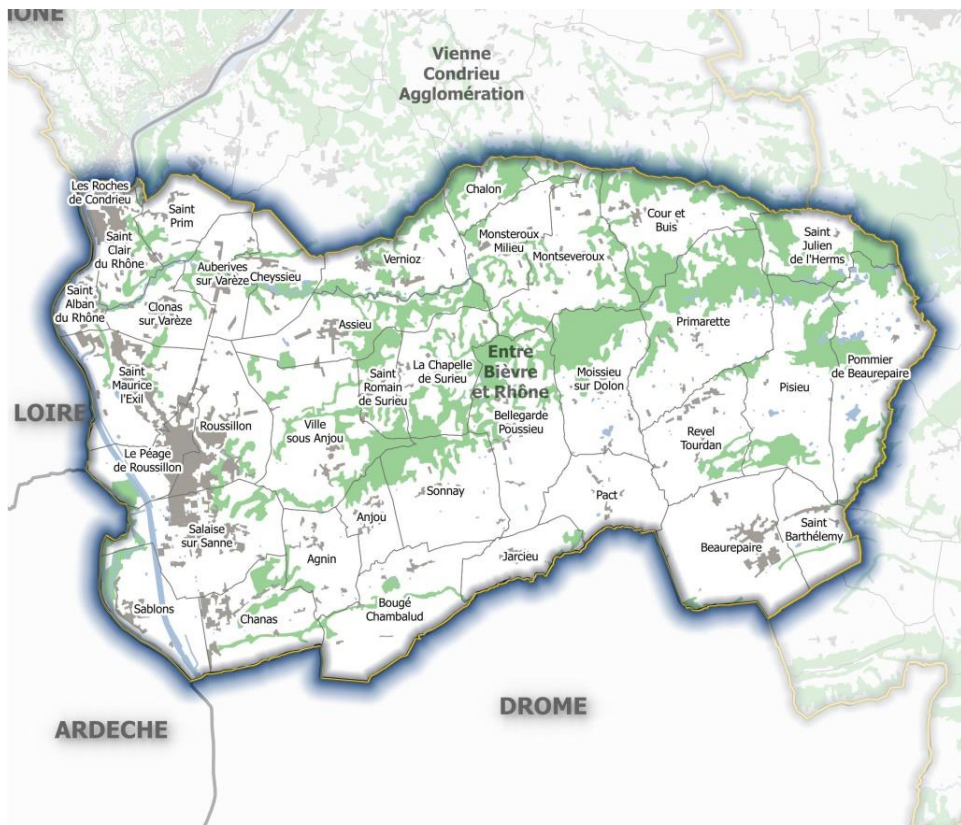 Vienne
Condrieu
Agglomération
Les Roches
de Condrieu
Saint
Prim
Chalon
Cour et
Buis
Saint
Clair
du Rhône
Monsteroux
Milieu
Montseveroux
Saint
Julien
de l'Herms
Auberives
sur Varèze
Cheyssieu
Vernioz
Saint
Alban
du Rhône
Clonas
sur Varèze
Assieu
Primarette
Saint
Maurice
l'Exil
Saint
Romain
de Surieu
La Chapelle
de Surieu
Entre
Bièvre
et Rhône
Moissieu
sur Dolon
Pisieu
Pommier
de Beaurepaire
LOIRE
Roussillon
Ville
sous Anjou
Bellegarde
Poussieu
Revel
Tourdan
Le Péage
de Roussillon
Sonnay
Pact
Salaise
sur Sanne
Anjou
Agnin
Jarcieu
Beaurepaire
Saint
Barthélemy
Sablons
Chanas
Bougé
Chambalud
ARDECHE
DROME